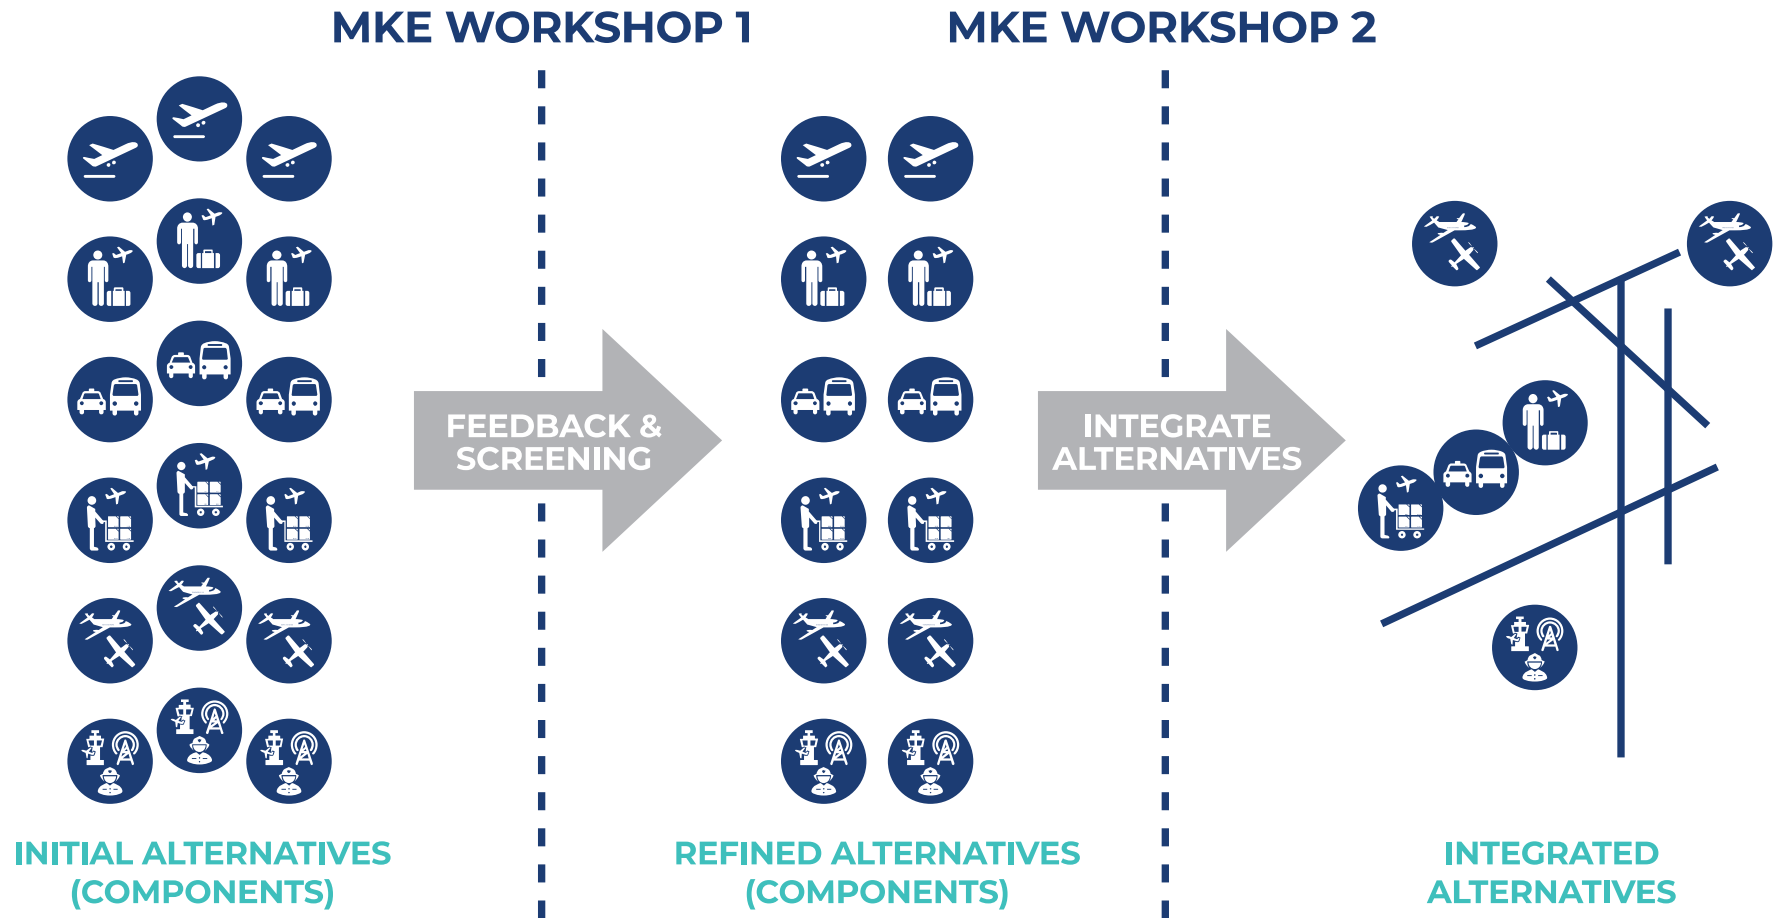 MKE WORKSHOP 1
MKE WORKSHOP 2
FEEDBACK &
SCREENING
INTEGRATE
ALTERNATIVES
INITIAL ALTERNATIVES
(COMPONENTS)
REFINED ALTERNATIVES
(COMPONENTS)
INTEGRATED
ALTERNATIVES